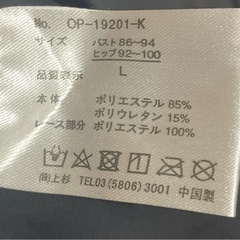 No. OP-19201-K
サイズ バスト86~94
ヒップ92~100
品質表示 L
本体 ポリエステル 85%
ポリウレタン 15%
レース部分 ポリエステル 100%
㈱上杉 TEL03(5806)3001 中国製